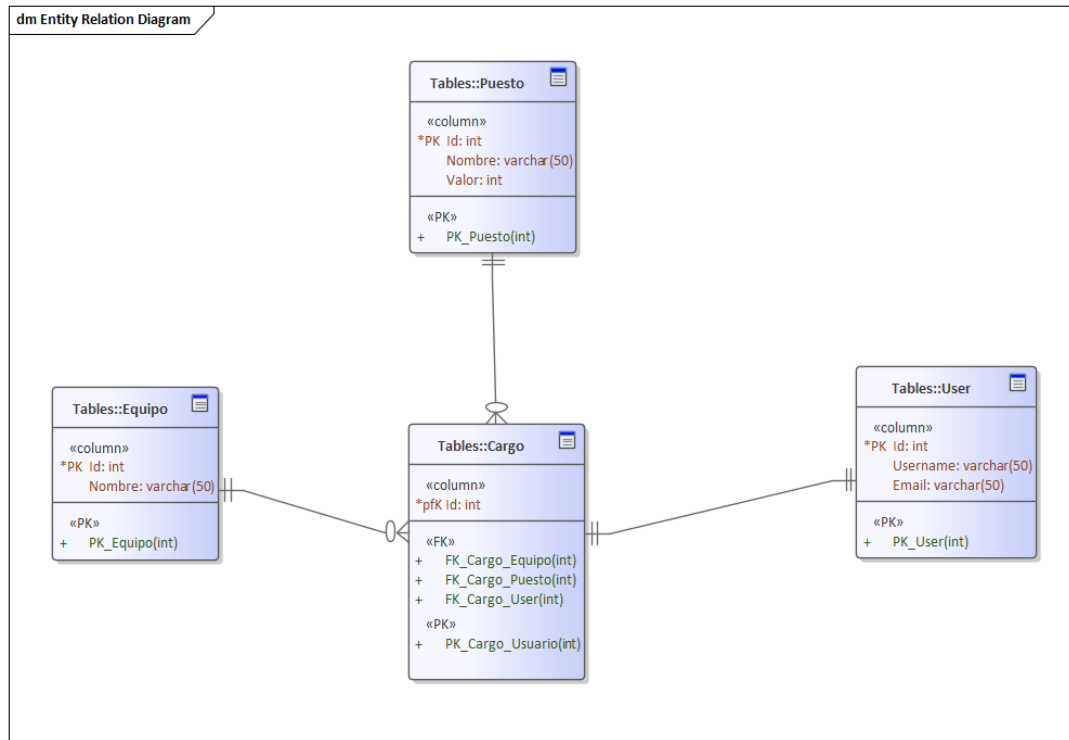 dm Entity Relation Diagram
Tables::Puesto
«column»
*PK Id: int
Nombre: varchar(50)
Valor: int
«PK»
+ PK_Puesto(int)
Tables::Equipo
«column»
*PK Id: int
Nombre: varchar(50)
«PK»
+ PK_Equipo(int)
Tables::Cargo
«column»
*pfK Id: int
«FK»
+ FK_Cargo_Equipo(int)
+ FK_Cargo_Puesto(int)
+ FK_Cargo_User(int)
«PK»
+ PK_Cargo_Usuario(int)
Tables::User
«column»
*PK Id: int
Username: varchar(50)
Email: varchar(50)
«PK»
+ PK_User(int)